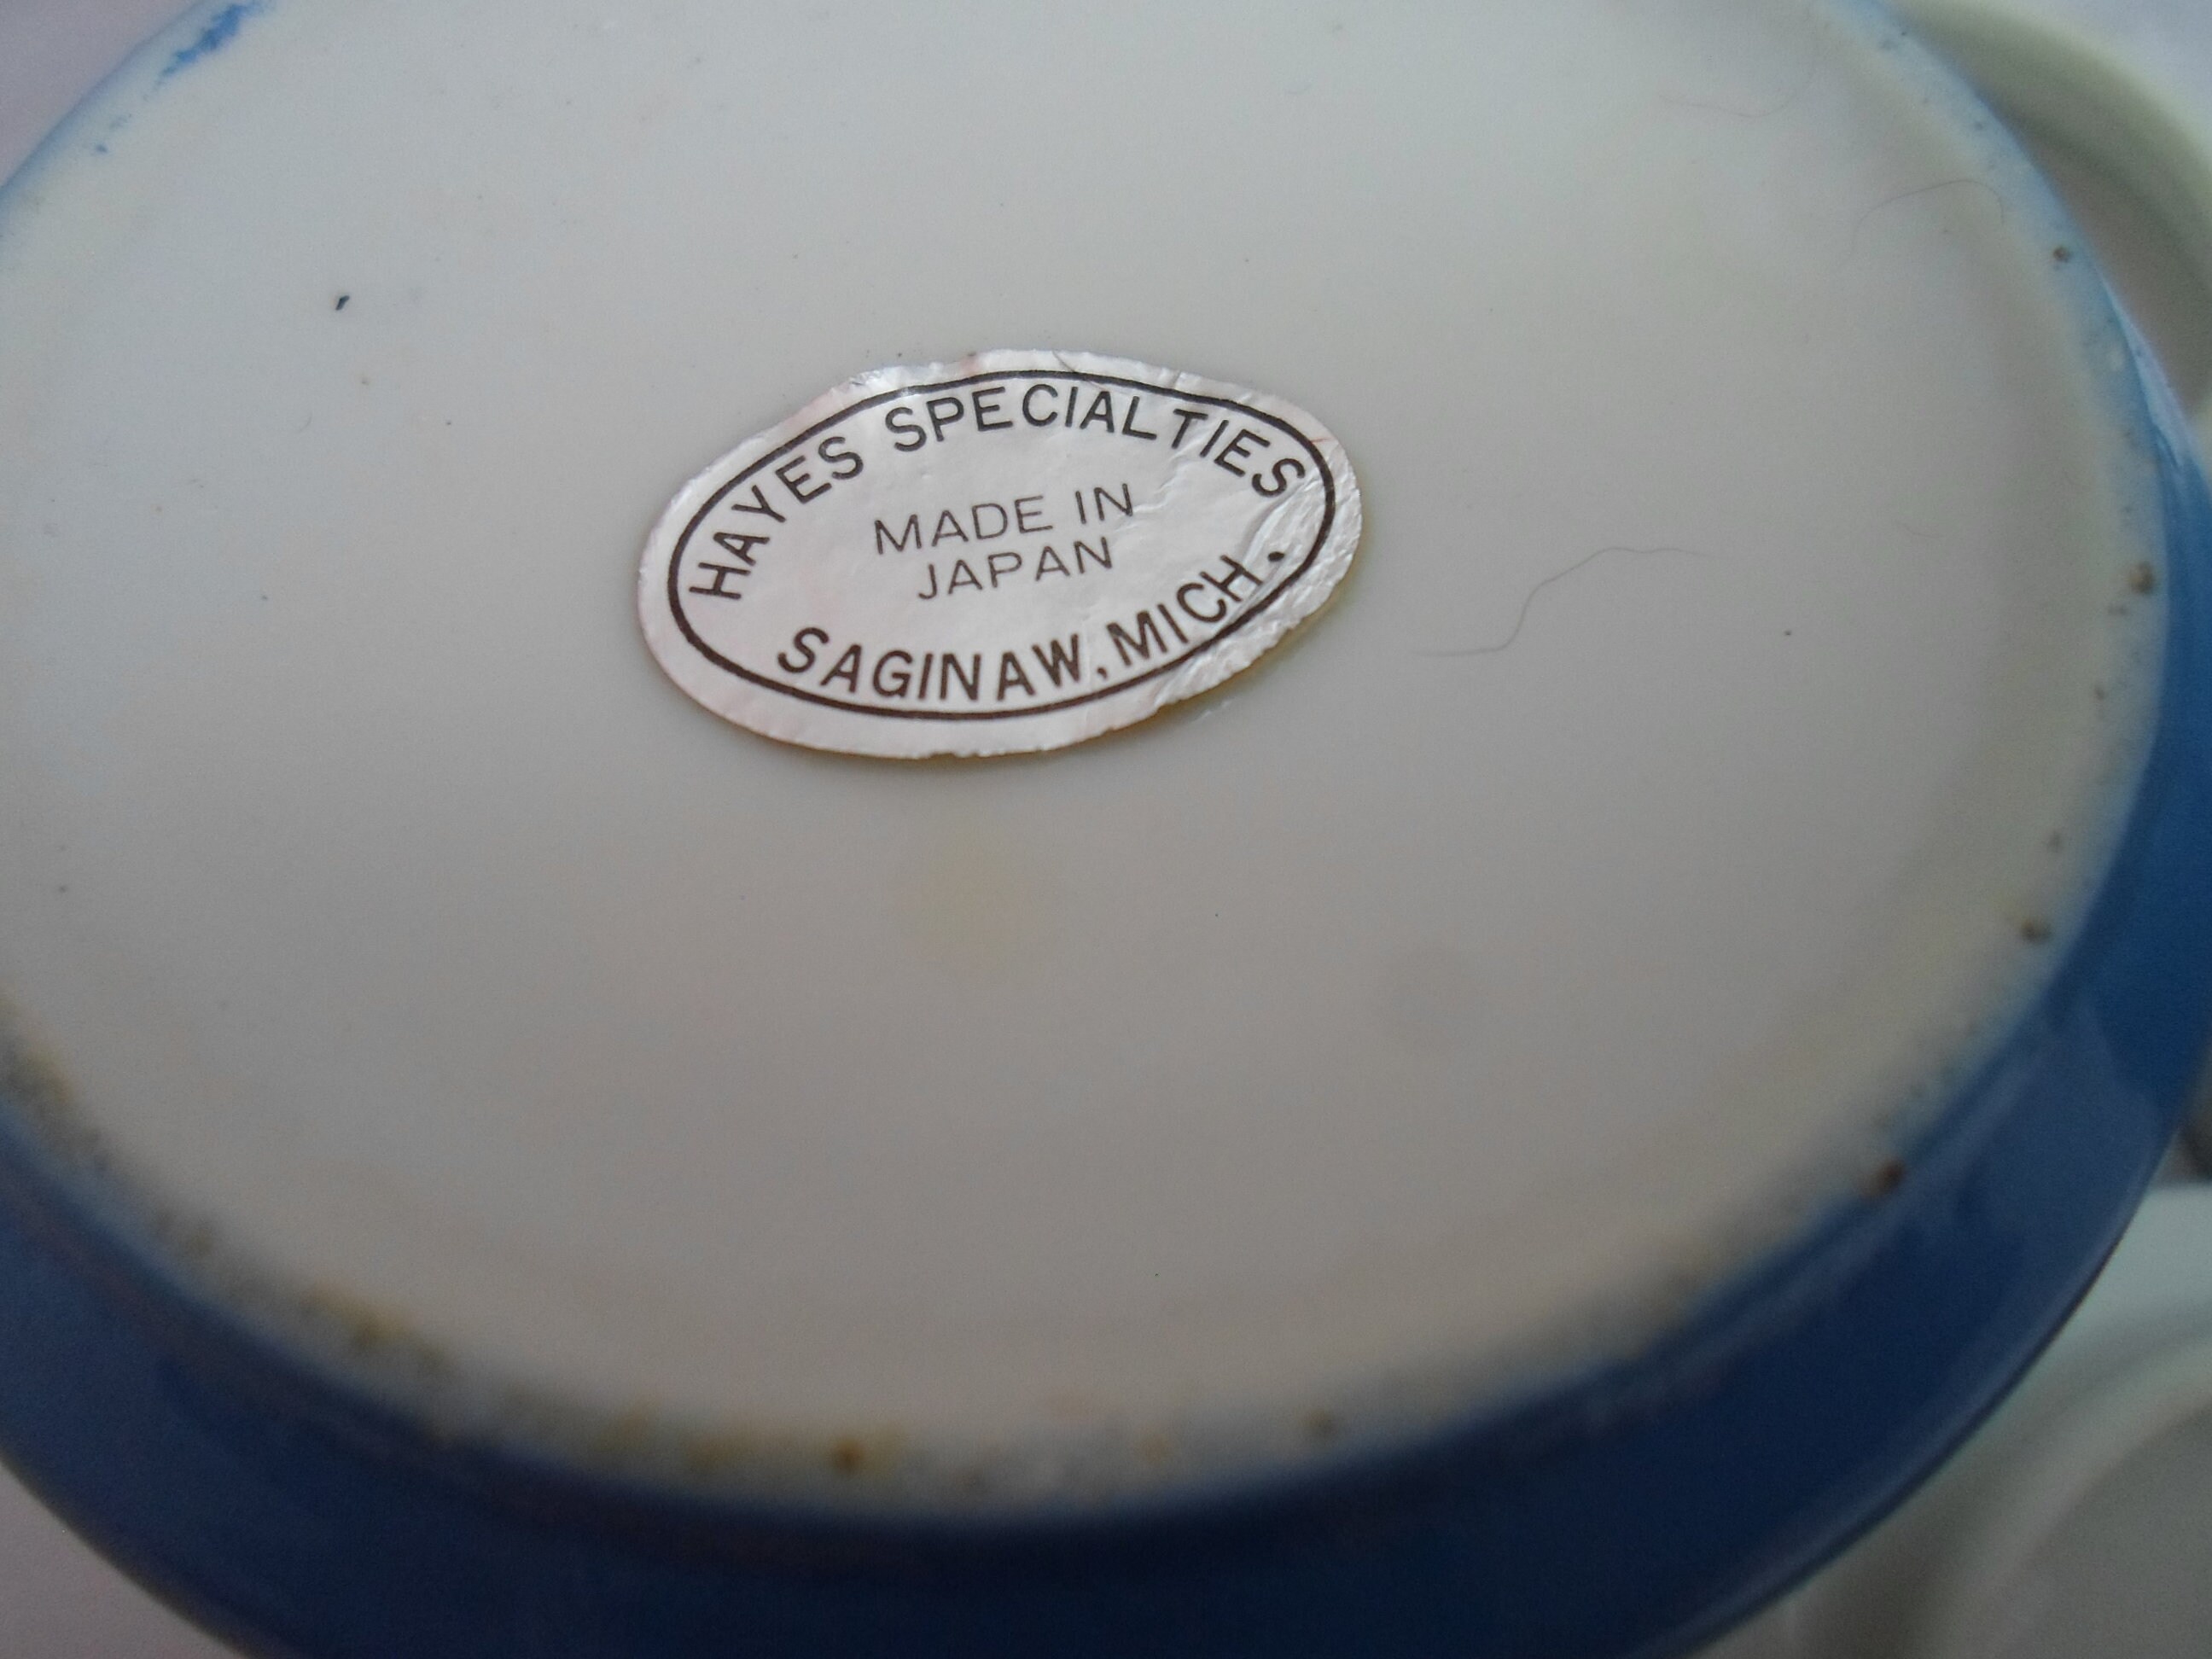 HAYES SPECIALTIES
MADE IN
JAPAN
SAGINAW, MICH.